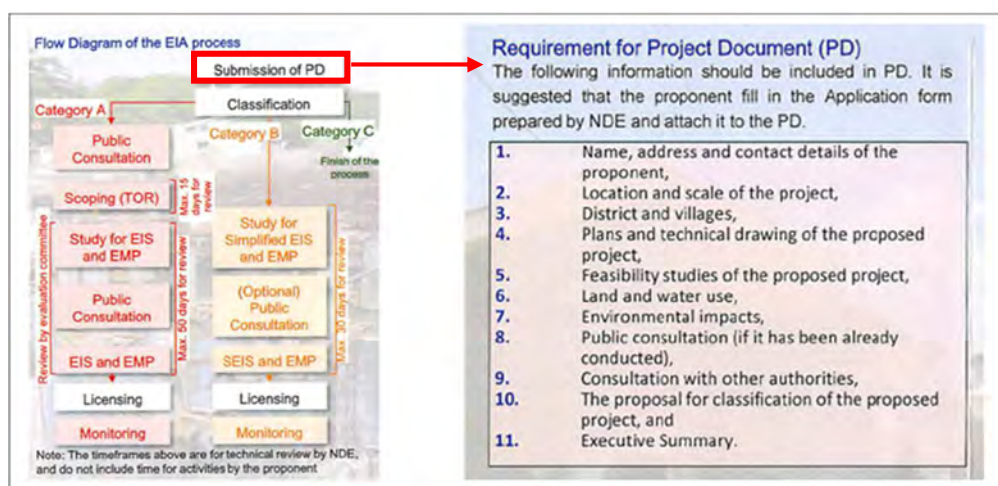 Flow Diagram of the EIA process
Submission of PD
Classification
Category A
Category B
Category C
Finish of the
process
Public
Consultation
Scoping (TOR)
Max. 15
days for
review
Study for EIS
and EMP
Public
Consultation
EIS and EMP
Review by evaluation committee
Max. 50 days for review
Licensing
Monitoring
Study for
Simplified EIS
and EMP
(Optional)
Public
Consultation
SEIS and EMP
Max. 30 days for review
Licensing
Monitoring
Note: The timeframes above are for technical review by NDE,
and do not include time for activities by the proponent
Requirement for Project Document (PD)
The following information should be included in PD. It is
suggested that the proponent fill in the Application form
prepared by NDE and attach it to the PD.
1. Name, address and contact details of the
proponent,
2. Location and scale of the project,
3. District and villages,
4. Plans and technical drawing of the proposed
project,
5. Feasibility studies of the proposed project,
6. Land and water use,
7. Environmental impacts,
8. Public consultation (if it has been already
conducted),
9. Consultation with other authorities,
10. The proposal for classification of the proposed
project, and
11. Executive Summary.